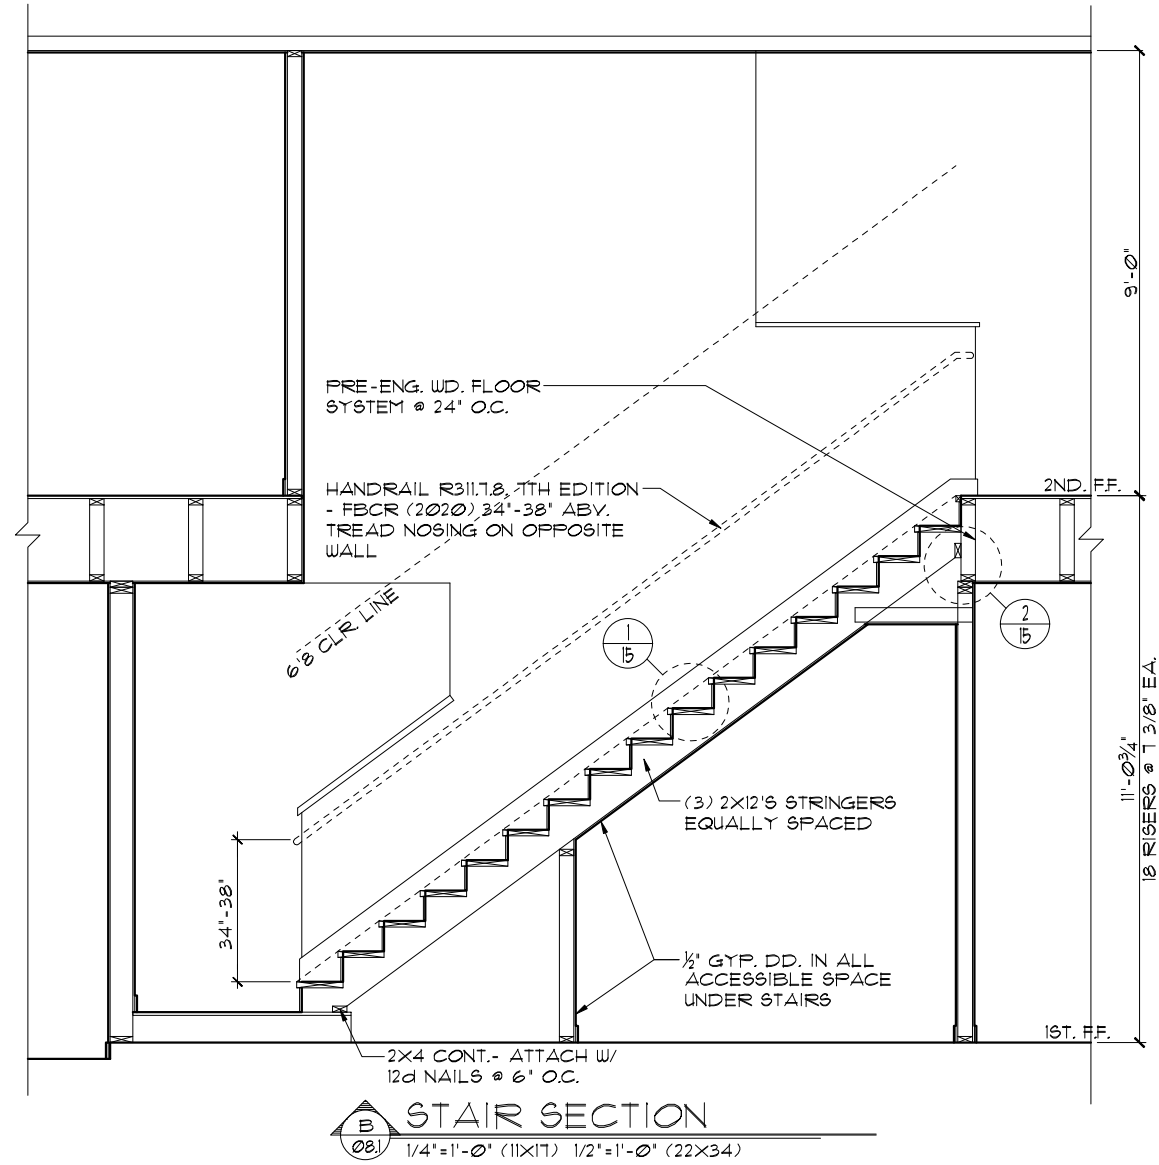 9'-0"
PRE-ENG. WD. FLOOR
SYSTEM @ 24" O.C.
HANDRAIL R311.7.8, 7TH EDITION
- FBCR (2020) 34"-38" ABV.
TREAD NOSING ON OPPOSITE
WALL
2ND. F.F.
6'8 CLR. LINE
1
15
2
15
11'-0¾"
18 RISERS @ 7 3/8" EA.
(3) 2X12'S STRINGERS
EQUALLY SPACED
34"-38"
½" GYP. DD. IN ALL
ACCESSIBLE SPACE
UNDER STAIRS
1ST. F.F.
2X4 CONT.- ATTACH W/
12d NAILS @ 6" O.C.
B
08.1
STAIR SECTION
1/4"=1'-0" (11X17) 1/2"=1'-0" (22X34)